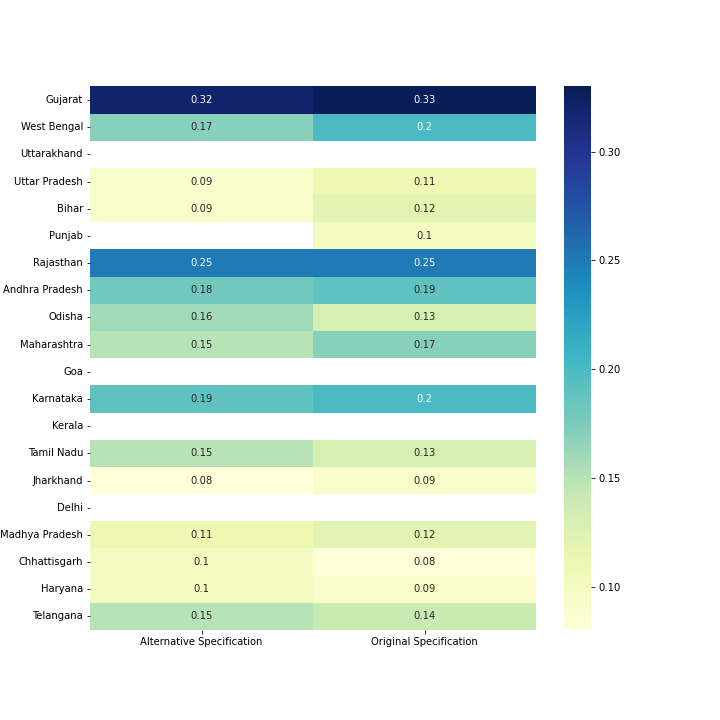 Gujarat 0.32 0.33
West Bengal 0.17 0.2
Uttarakhand
Uttar Pradesh 0.09 0.11
Bihar 0.09 0.12
Punjab 0.1
Rajasthan 0.25 0.25
Andhra Pradesh 0.18 0.19
Odisha 0.16 0.13
Maharashtra 0.15 0.17
Goa
Karnataka 0.19 0.2
Kerala
Tamil Nadu 0.15 0.13
Jharkhand 0.08 0.09
Delhi
Madhya Pradesh 0.11 0.12
Chhattisgarh 0.1 0.08
Haryana 0.1 0.09
Telangana 0.15 0.14
Alternative Specification Original Specification
0.30
0.25
0.20
0.15
0.10